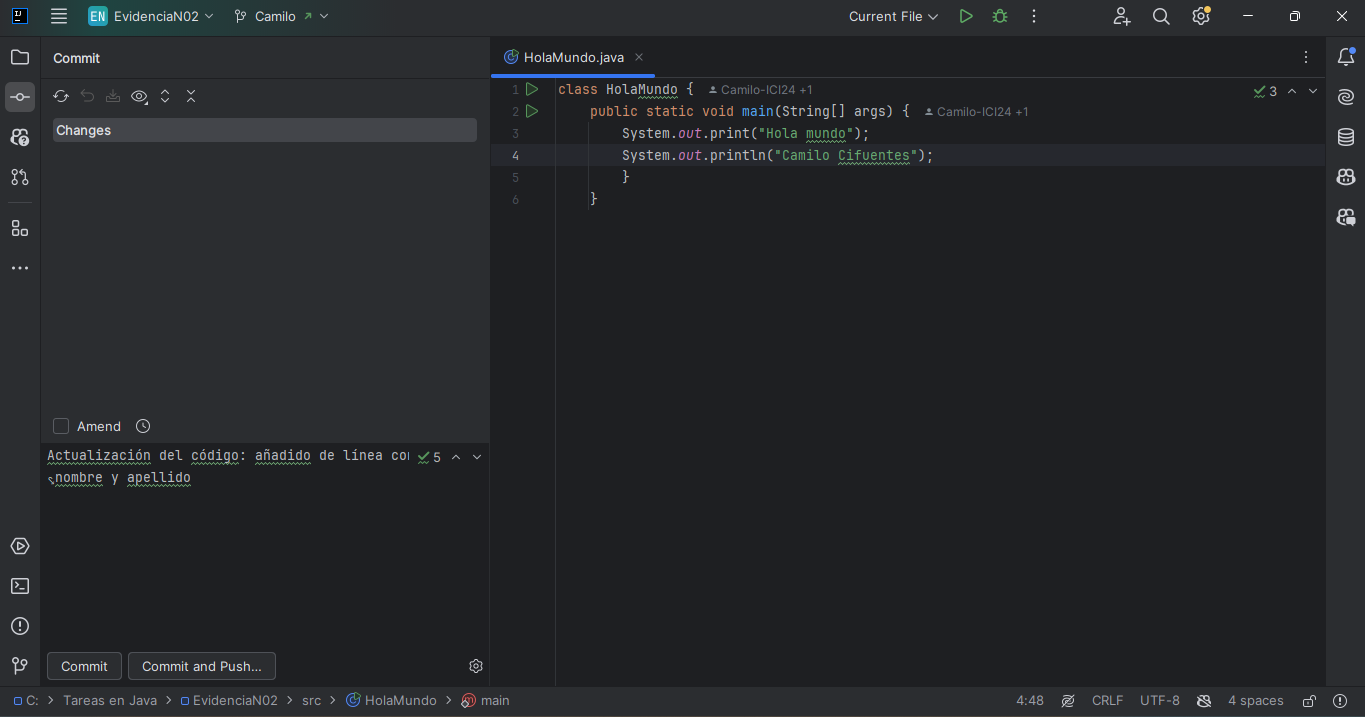 IJ
EN EvidenciaN02 Camilo Current File
Commit
HolaMundo.java
Changes
1 class HolaMundo { Camilo-ICI24 +1
3
2 public static void main(String[] args) { Camilo-ICI24 +1
3 System.out.print("Hola mundo");
4 System.out.println("Camilo Cifuentes");
5 }
6 }
Amend
Actualización del código: añadido de línea con
nombre y apellido
5
Commit
Commit and Push...
C: Tareas en Java EvidenciaN02 src HolaMundo main
4:48 CRLF UTF-8 4 spaces